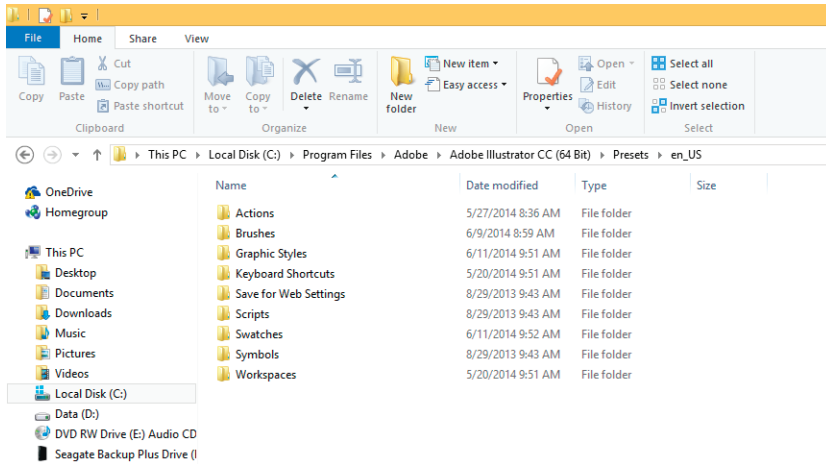 File Home Share View
Cut
Copy path
Paste shortcut
Copy Paste
Clipboard
Move to Copy to Delete Rename
Organize
New folder
New item
Easy access
New
Properties
Open
Edit
History
Open
Select all
Select none
Invert selection
Select
This PC Local Disk (C:) Program Files Adobe Adobe Illustrator CC (64 Bit) Presets en_US
OneDrive
Homegroup
This PC
Desktop
Documents
Downloads
Music
Pictures
Videos
Local Disk (C:)
Data (D:)
DVD RW Drive (E:) Audio CD
Seagate Backup Plus Drive (
Name Date modified Type Size
Actions 5/27/2014 8:36 AM File folder
Brushes 6/9/2014 8:59 AM File folder
Graphic Styles 6/11/2014 9:51 AM File folder
Keyboard Shortcuts 5/20/2014 9:51 AM File folder
Save for Web Settings 8/29/2013 9:43 AM File folder
Scripts 8/29/2013 9:43 AM File folder
Swatches 6/11/2014 9:52 AM File folder
Symbols 8/29/2013 9:43 AM File folder
Workspaces 5/20/2014 9:51 AM File folder